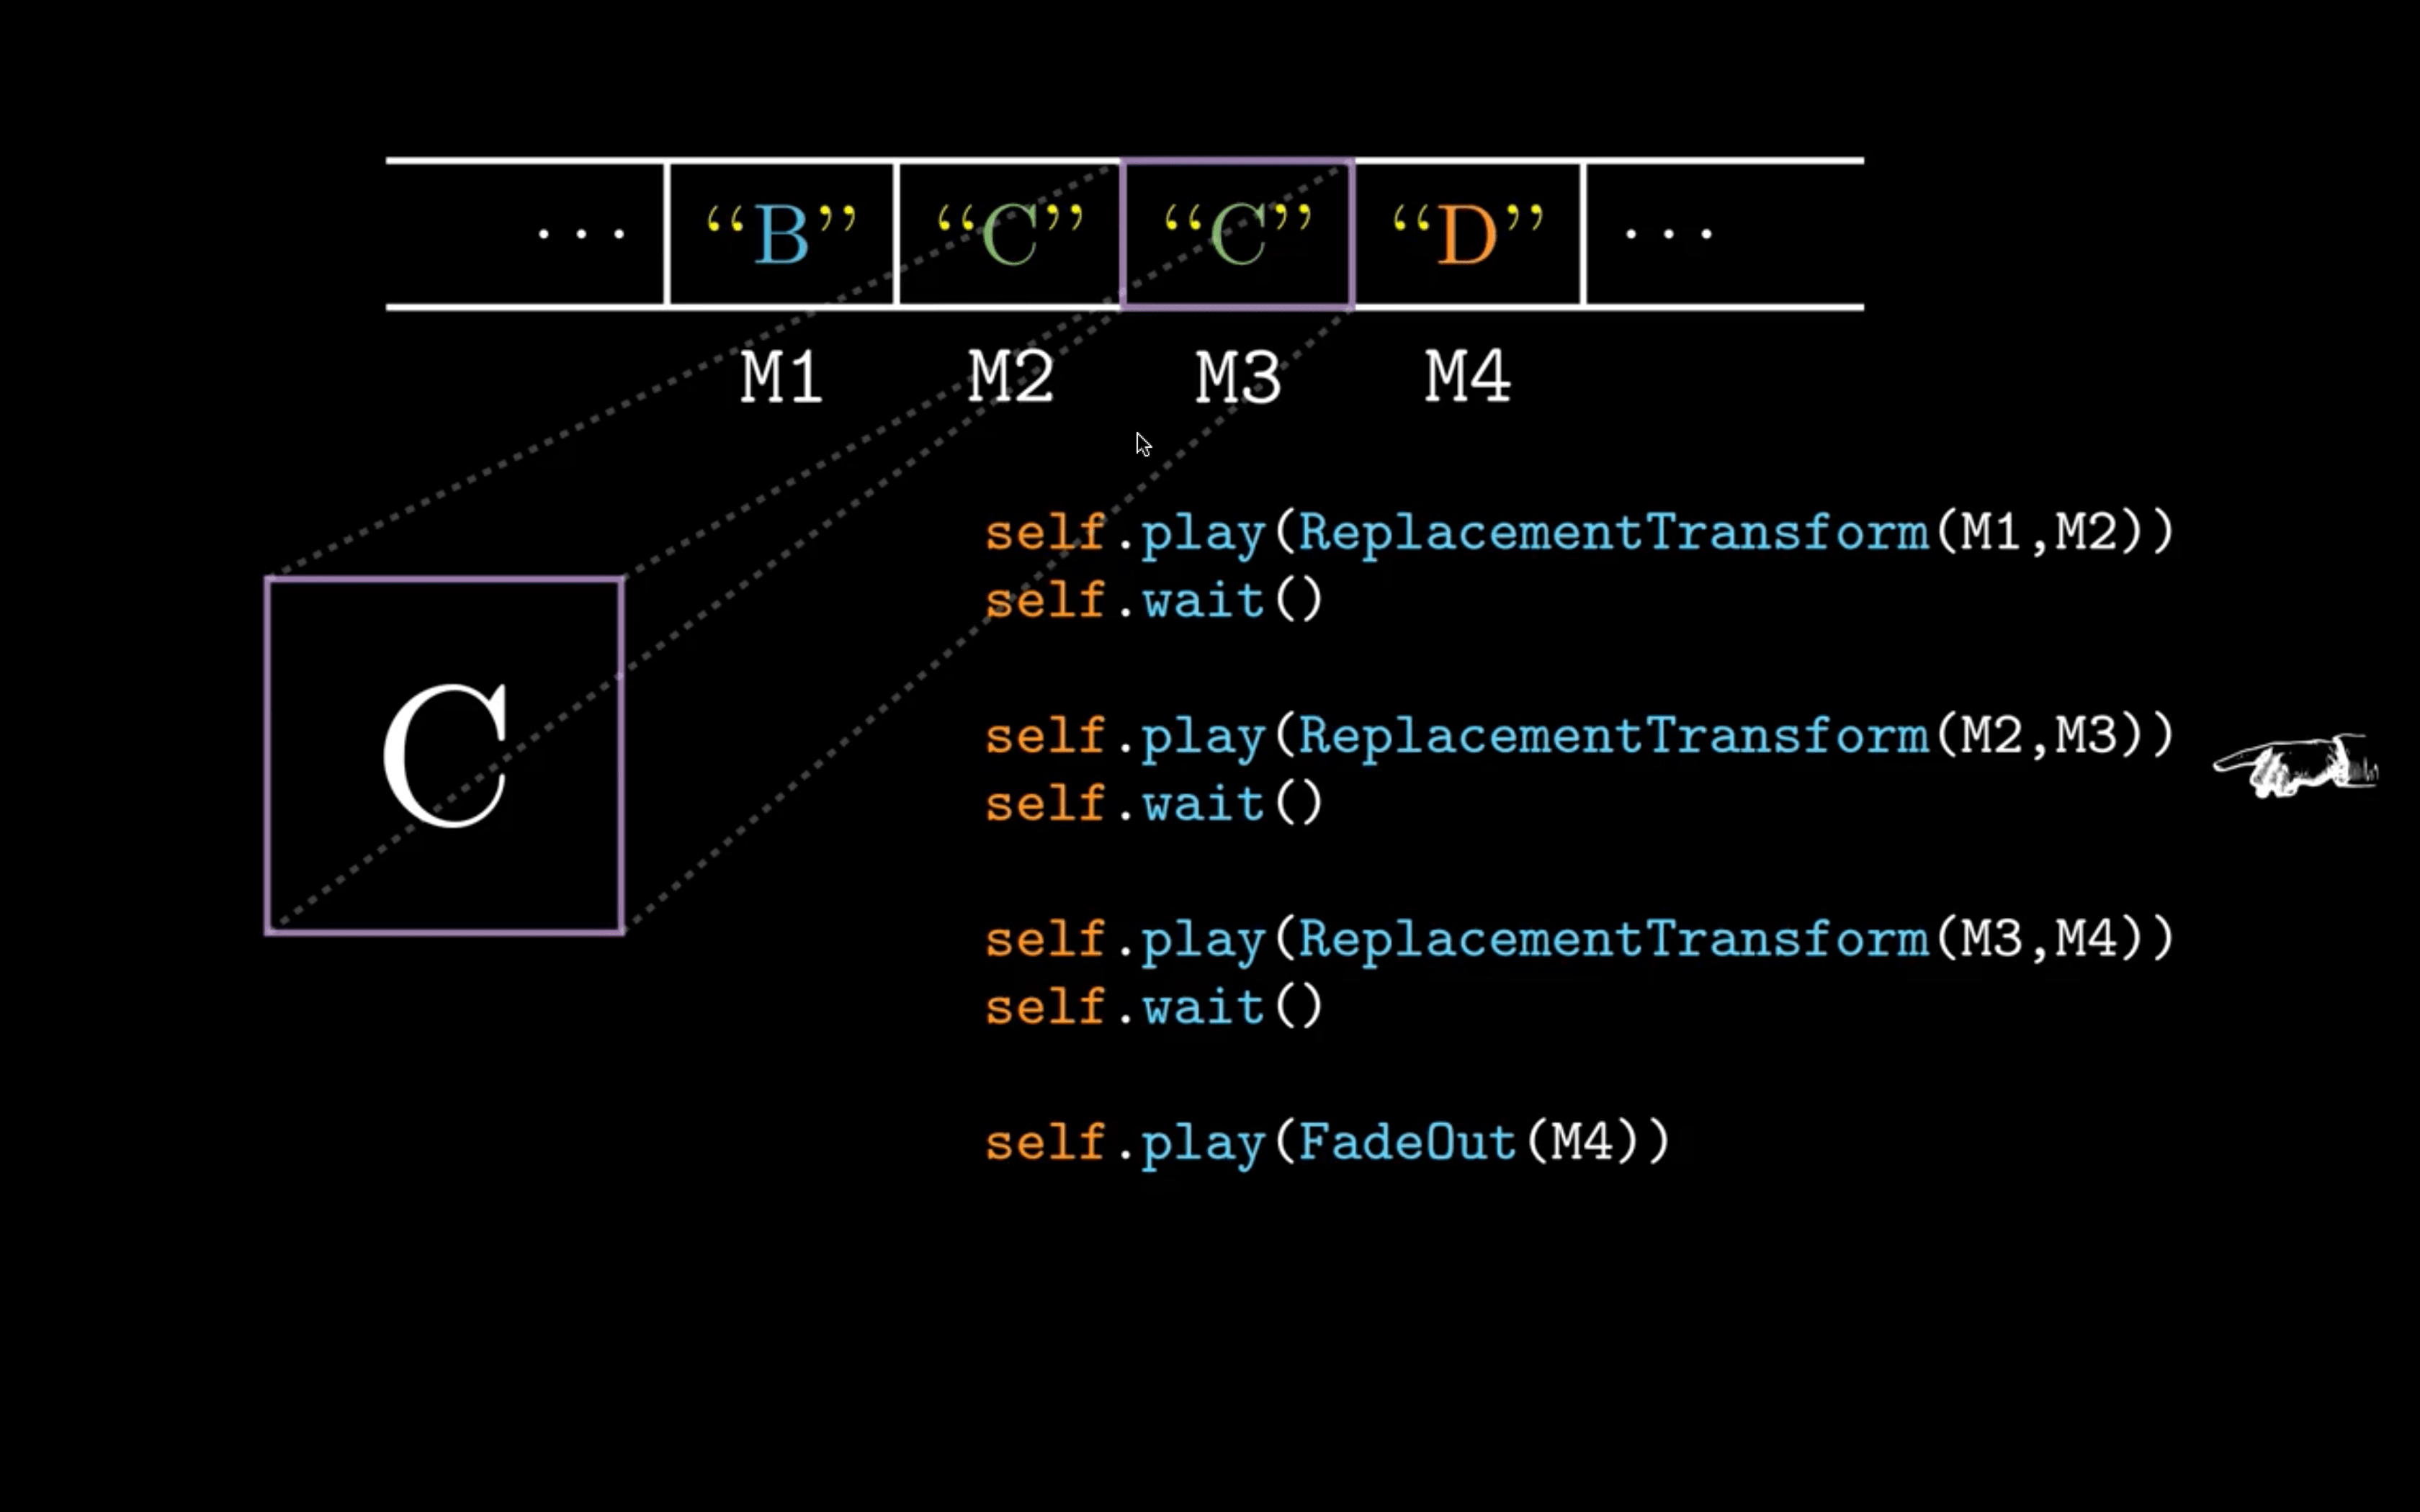 ... “B” “C” “C” “D” ...
M1 M2 M3 M4
self.play(ReplacementTransform(M1,M2))
self.wait()
C
self.play(ReplacementTransform(M2,M3))
self.wait()
self.play(ReplacementTransform(M3,M4))
self.wait()
self.play(FadeOut(M4))